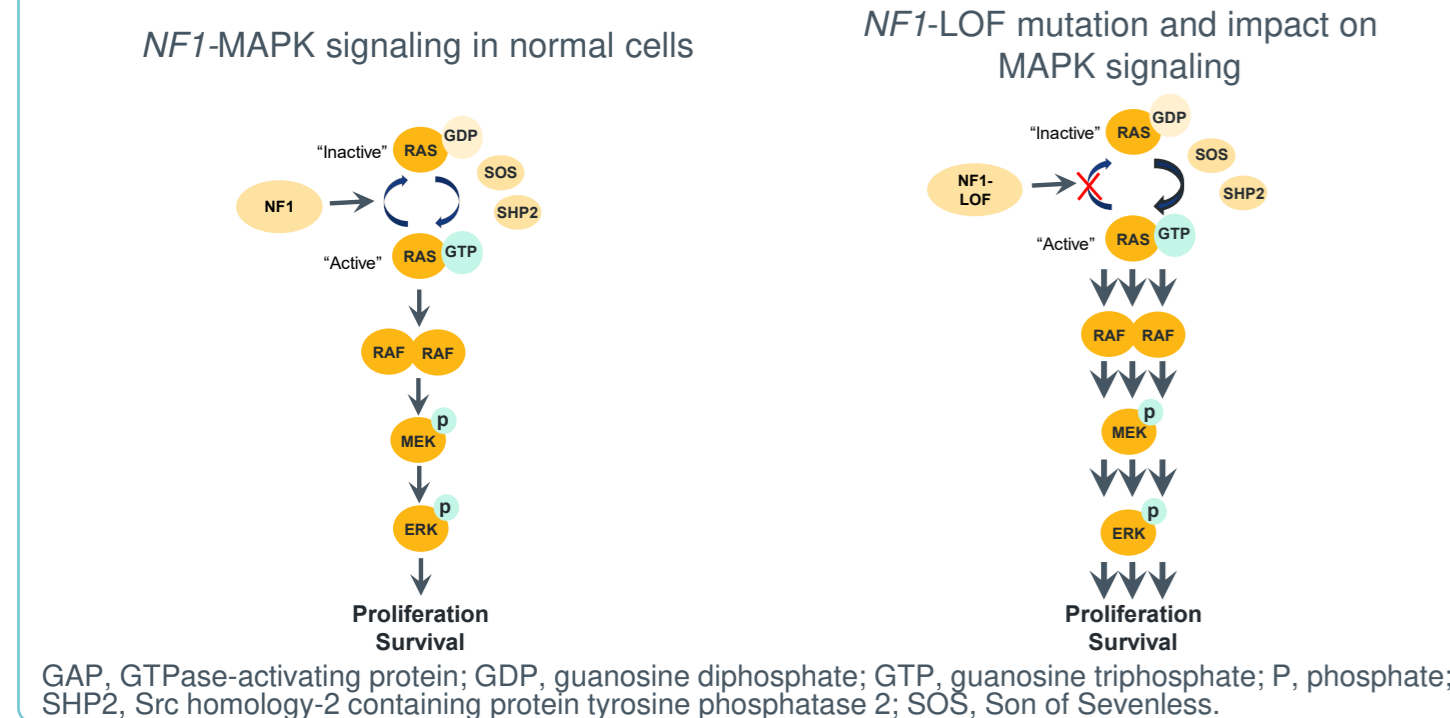 NF1-MAPK signaling in normal cells
“Inactive”
RAS
GDP
SOS
SHP2
NF1
“Active”
RAS
GTP
RAF RAF
p
MEK
p
ERK
Proliferation
Survival
NF1-LOF mutation and impact on
MAPK signaling
“Inactive”
RAS
GDP
SOS
SHP2
NF1-
LOF
“Active”
RAS
GTP
RAF RAF
p
MEK
p
ERK
Proliferation
Survival
GAP, GTPase-activating protein; GDP, guanosine diphosphate; GTP, guanosine triphosphate; P, phosphate;
SHP2, Src homology-2 containing protein tyrosine phosphatase 2; SOS, Son of Sevenless.